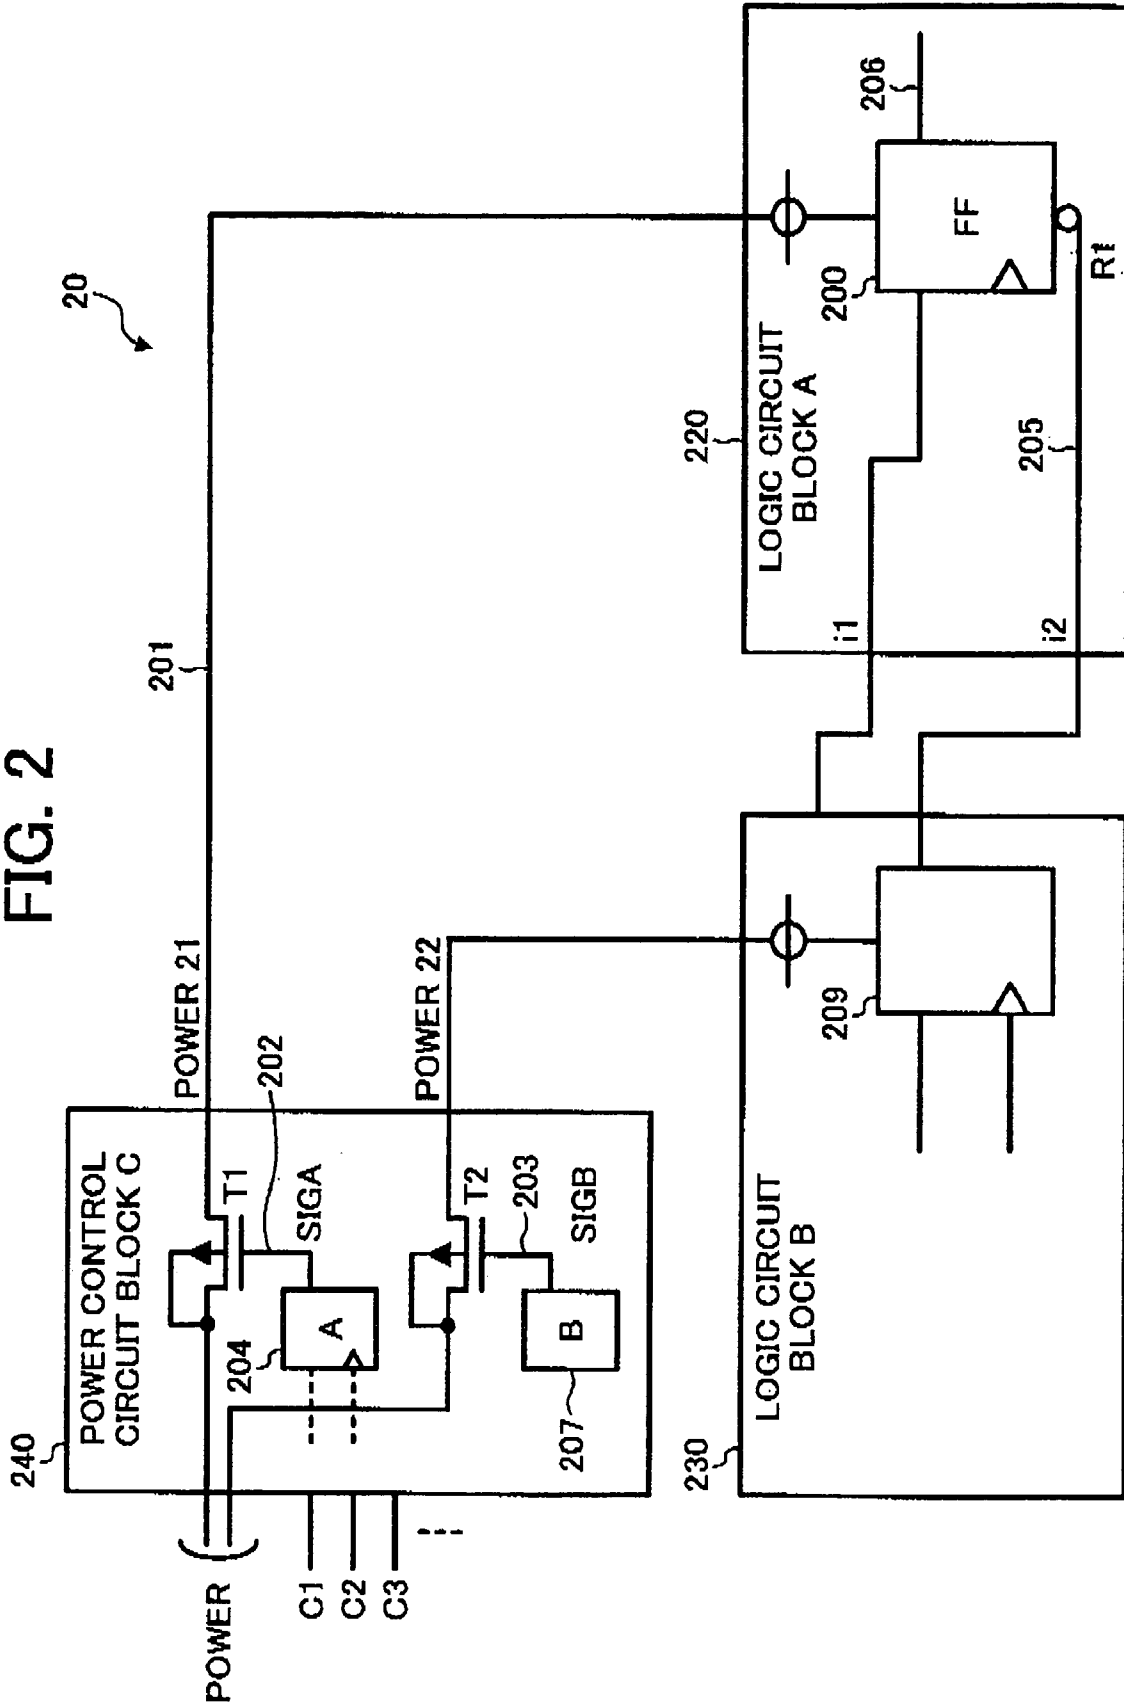 FIG. 2
20
240
POWER CONTROL
CIRCUIT BLOCK C
POWER
C1
C2
C3
T1
202
SIGA
A
204
T2
203
SIGB
B
207
POWER 21
201
POWER 22
230
LOGIC CIRCUIT
BLOCK B
209
220
LOGIC CIRCUIT
BLOCK A
i1
i2
200
FF
206
205
R1